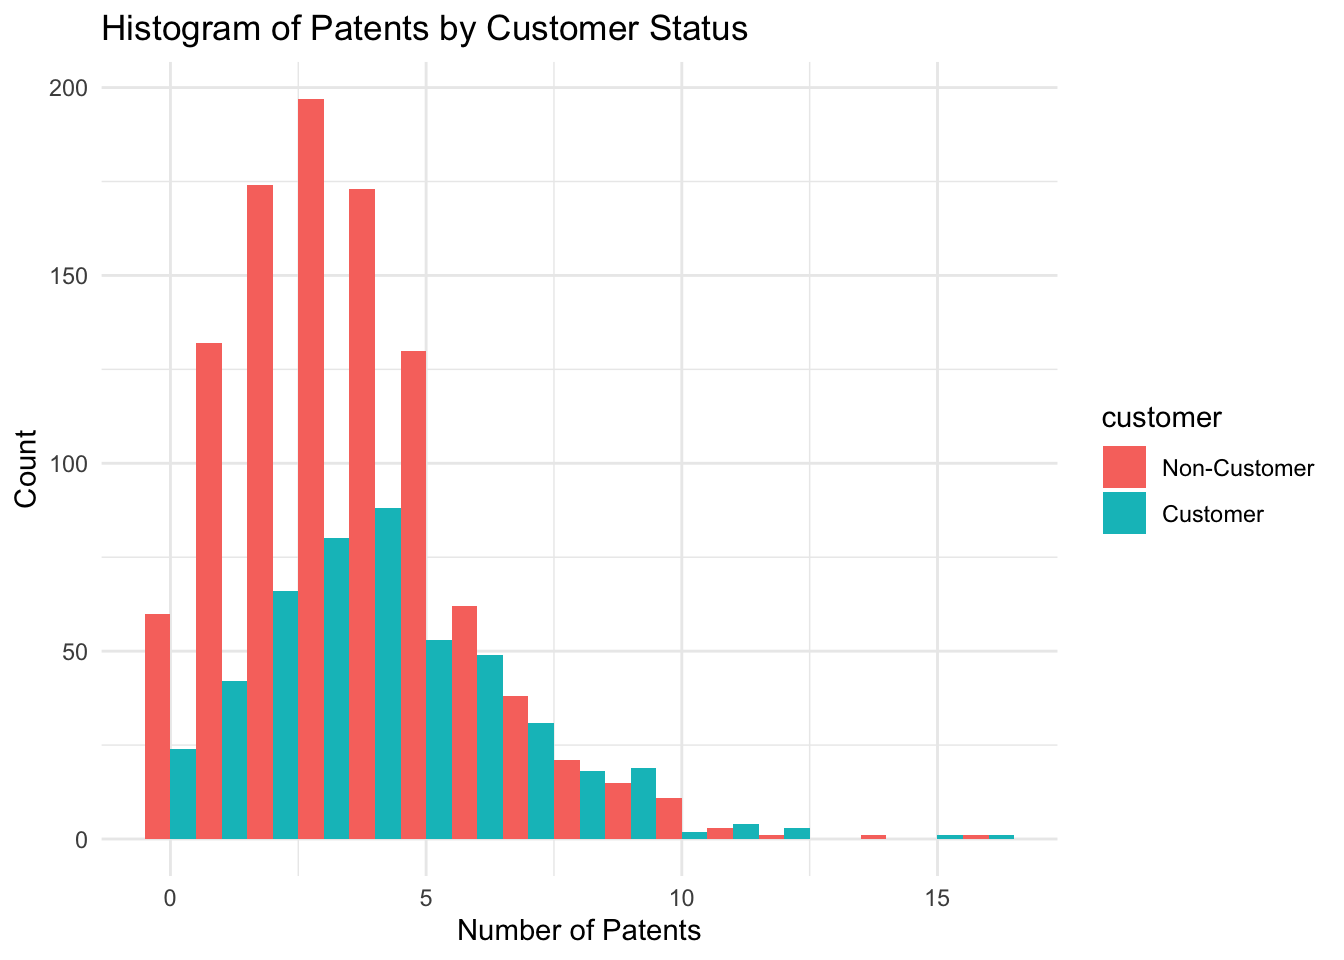 Histogram of Patents by Customer Status
200
150
100
50
0
Count
0 5 10 15
Number of Patents
customer
Non-Customer
Customer